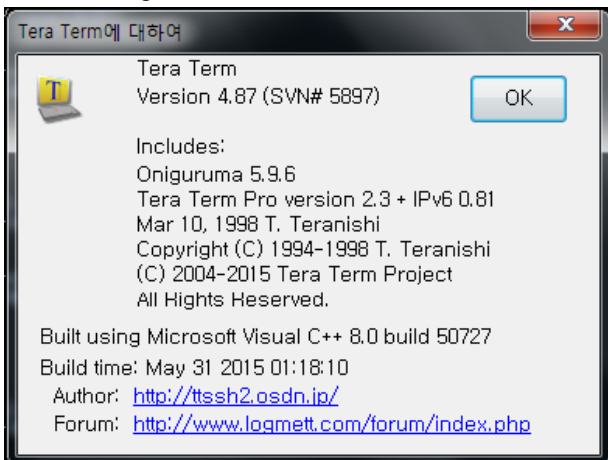 Tera Term에 대하여
Tera Term
Version 4.87 (SVN# 5897)
OK
Includes:
Oniguruma 5.9.6
Tera Term Pro version 2.3 + IPv6 0.81
Mar 10, 1998 T. Teranishi
Copyright (C) 1994-1998 T. Teranishi
(C) 2004-2015 Tera Term Project
All Rights Reserved.
Built using Microsoft Visual C++ 8.0 build 50727
Build time: May 31 2015 01:18:10
Author: http://ttssh2.osdn.jp/
Forum: http://www.logmett.com/forum/index.php